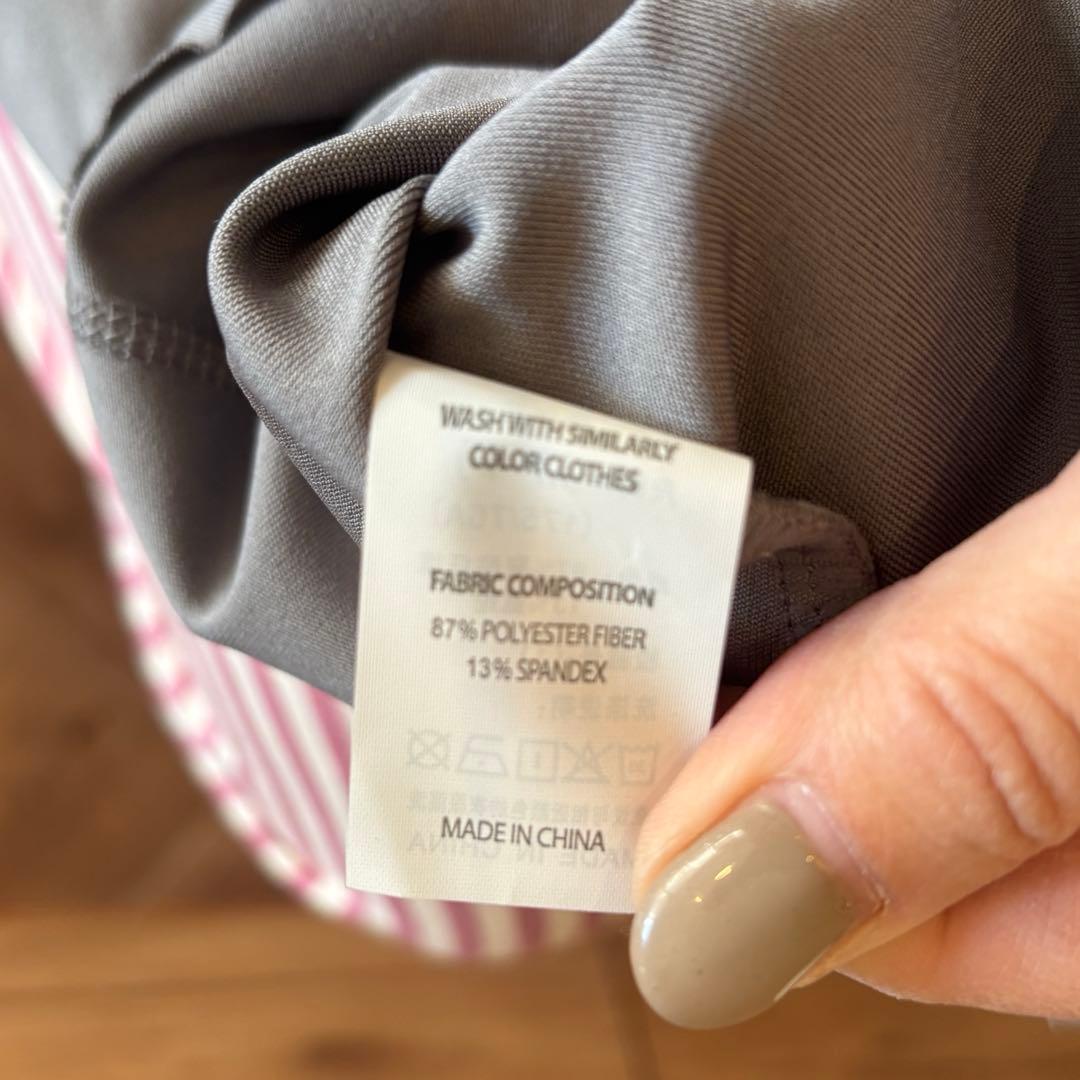 WASH WITH SIMILARLY
COLOR CLOTHES
FABRIC COMPOSITION
87% POLYESTER FIBER
13% SPANDEX
MADE IN CHINA